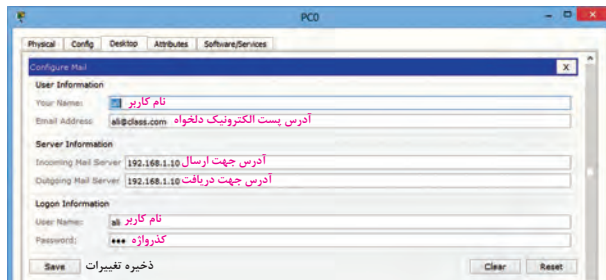 PC0
Physical Config Desktop Attributes Software/Services
Configure Mail X
User Information
Your Name: نام کاربر
Email Address ali@class.com آدرس پست الکترونیک دلخواه
Server Information
Incoming Mail Server 192.168.1.10 آدرس جهت ارسال
Outgoing Mail Server 192.168.1.10 آدرس جهت دریافت
Logon Information
User Name: ali نام کاربر
Password: ••• کذرواژه
Save ذخیره تغییرات Clear Reset